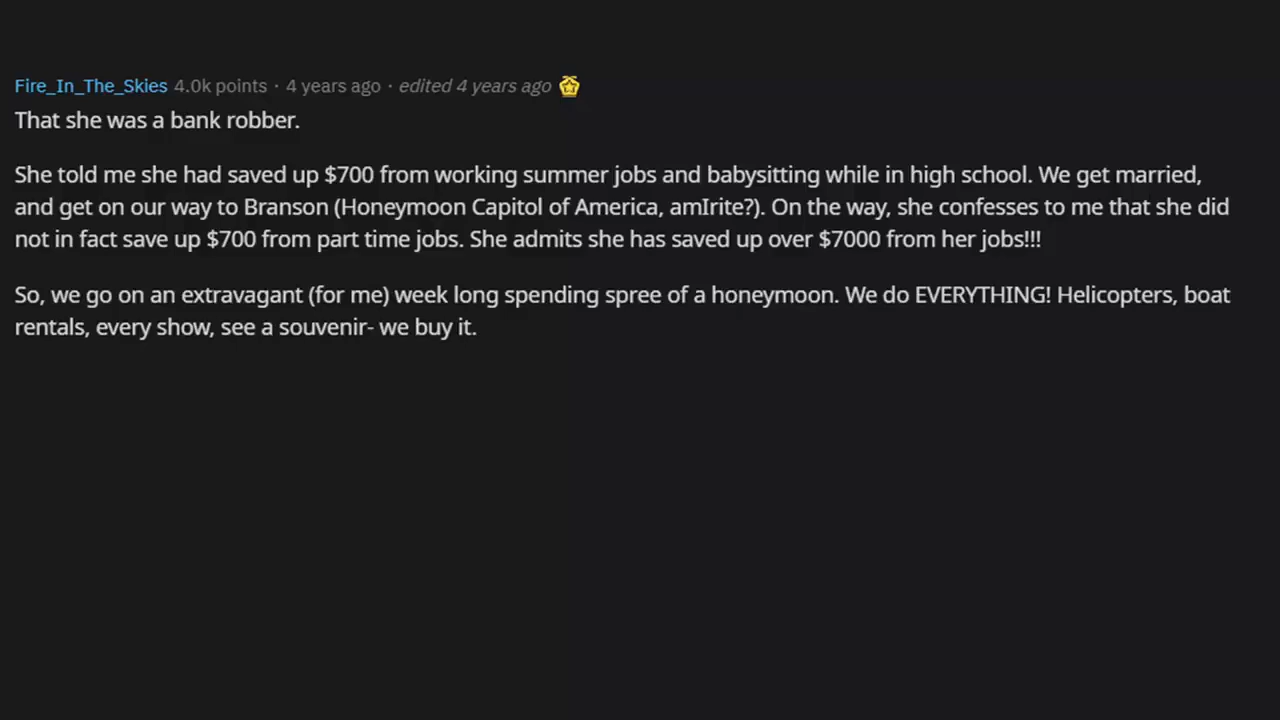 Fire_In_The_Skies 4.0k points · 4 years ago · edited 4 years ago
That she was a bank robber.
She told me she had saved up $700 from working summer jobs and babysitting while in high school. We get married,
and get on our way to Branson (Honeymoon Capitol of America, amIrite?). On the way, she confesses to me that she did
not in fact save up $700 from part time jobs. She admits she has saved up over $7000 from her jobs!!!
So, we go on an extravagant (for me) week long spending spree of a honeymoon. We do EVERYTHING! Helicopters, boat
rentals, every show, see a souvenir- we buy it.